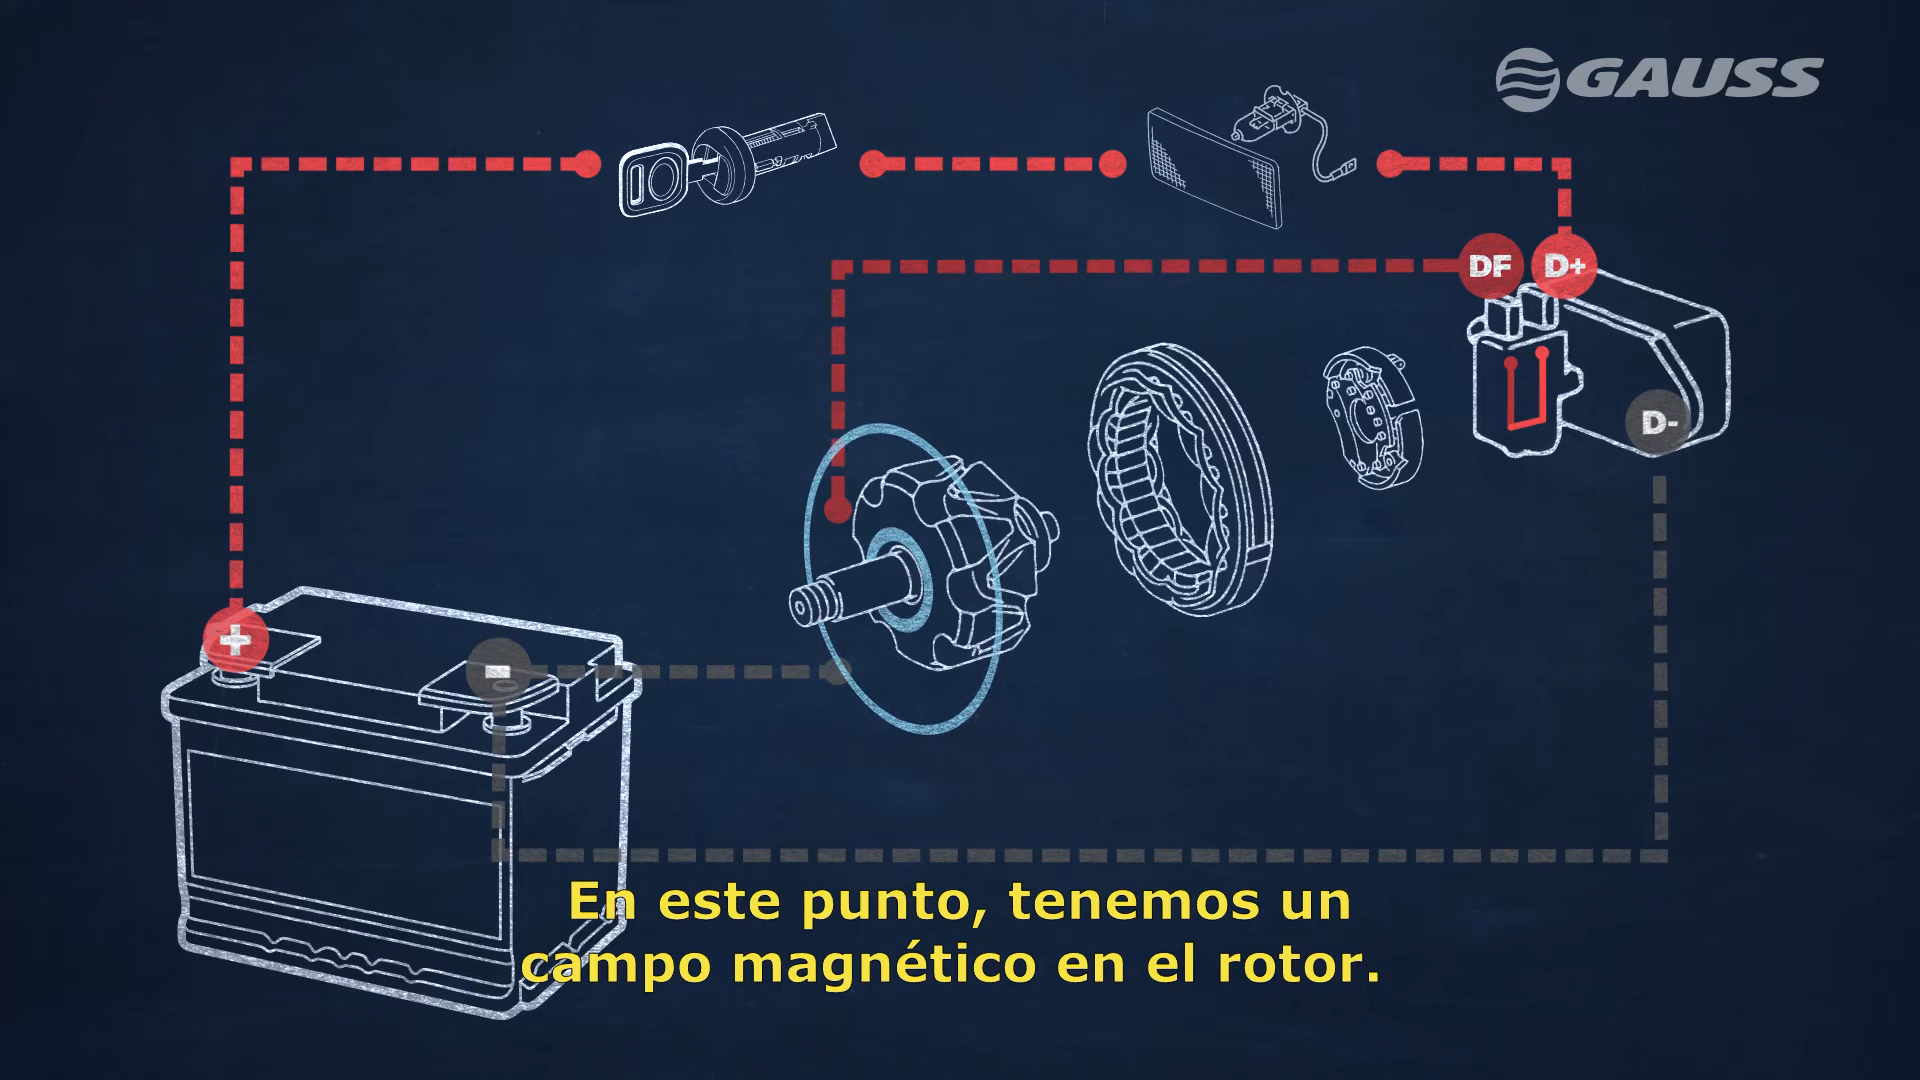 GAUSS
DF D+
D-
+
-
En este punto, tenemos un
campo magnético en el rotor.